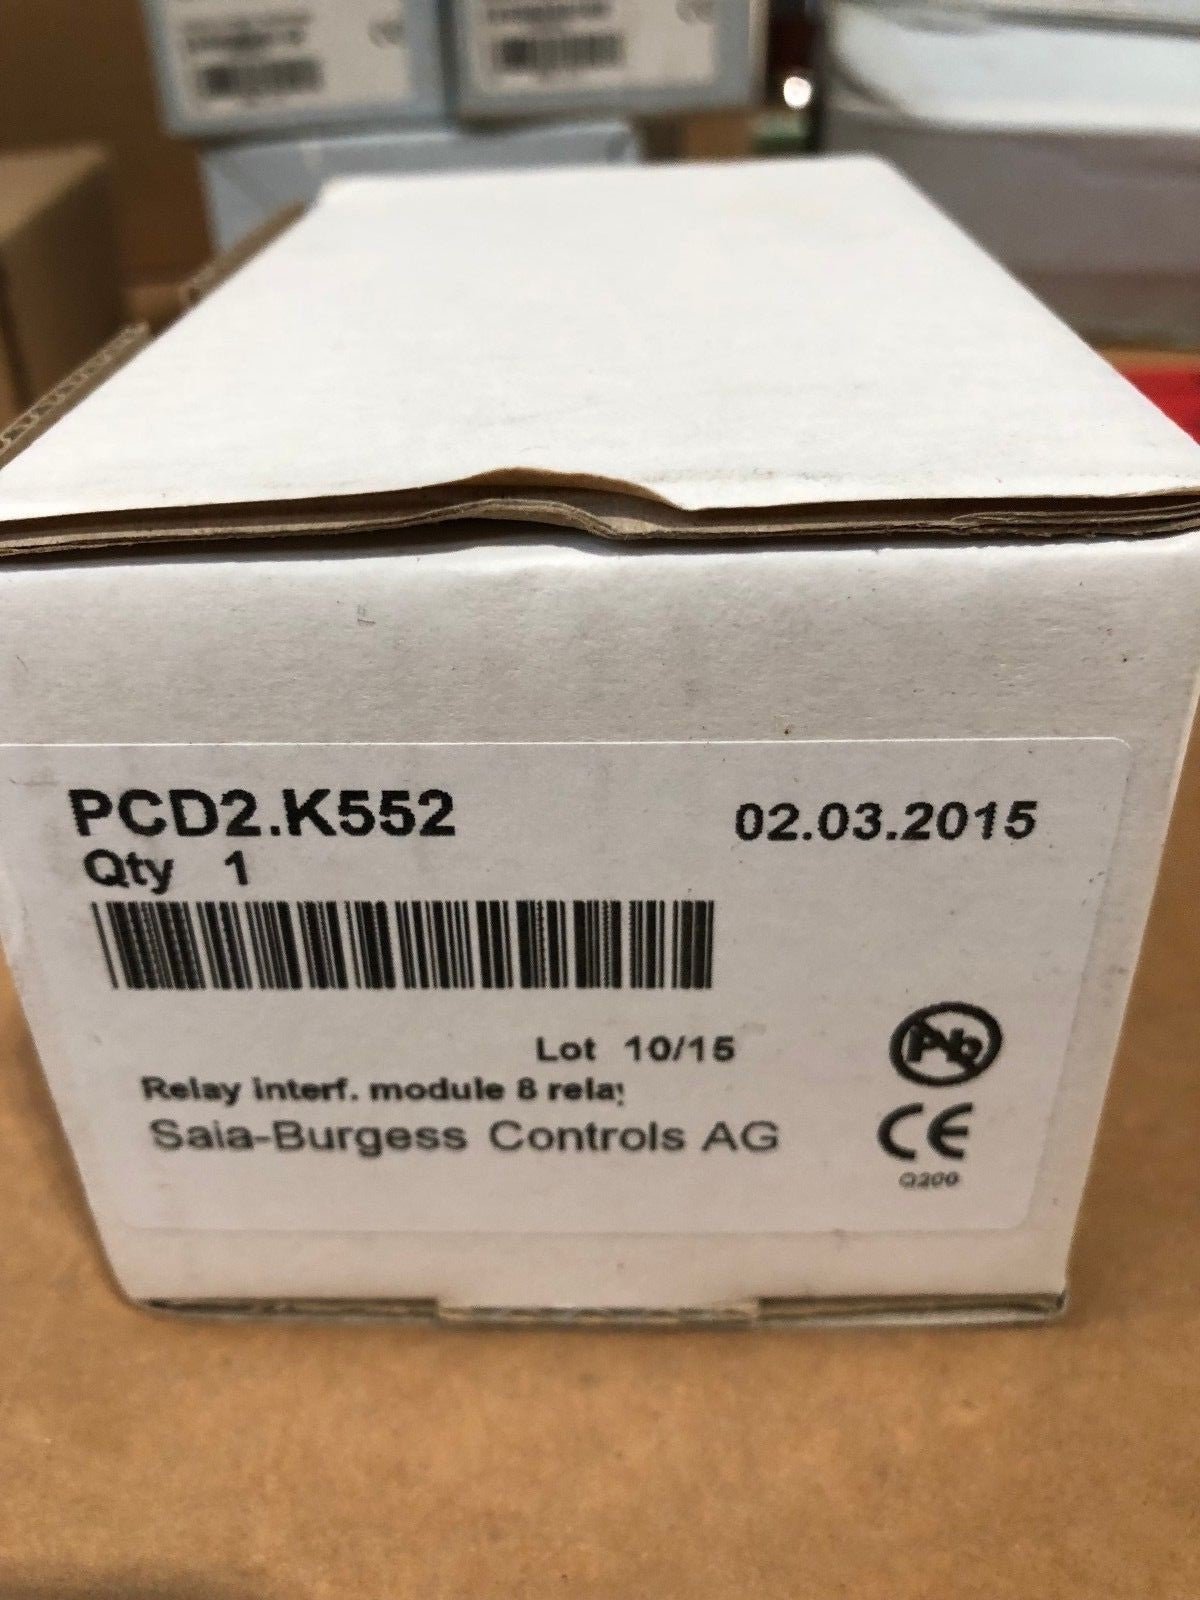 PCD2.K552 02.03.2015
Qty 1
Lot 10/15
Pb
Relay interf. module 8 relay
Saia-Burgess Controls AG
CE
Q200